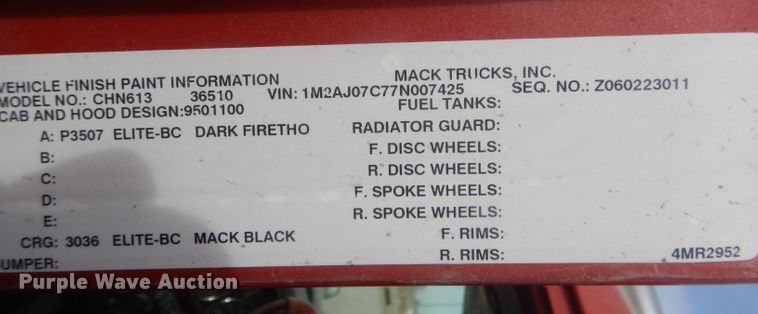 VEHICLE FINISH PAINT INFORMATION MACK TRUCKS, INC.
MODEL NO.: CHN613 36510 VIN: 1M2AJ07C77N007425 SEQ. NO.: Z060223011
CAB AND HOOD DESIGN:9501100 FUEL TANKS:
A: P3507 ELITE-BC DARK FIRETHO RADIATOR GUARD:
B: F. DISC WHEELS:
C: R. DISC WHEELS:
D: F. SPOKE WHEELS:
E: R. SPOKE WHEELS:
CRG: 3036 ELITE-BC MACK BLACK F. RIMS:
BUMPER: R. RIMS: 4MR2952
Purple Wave Auction